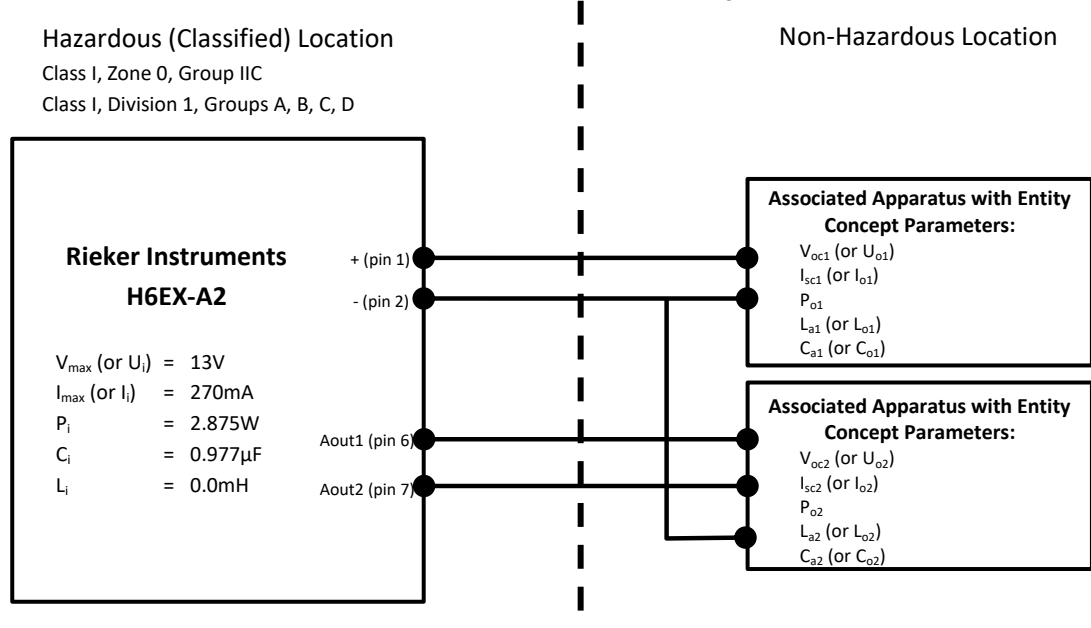 Hazardous (Classified) Location
Class I, Zone 0, Group IIC
Class I, Division 1, Groups A, B, C, D
Non-Hazardous Location
Rieker Instruments
H6EX-A2
Vmax (or Ui) = 13V
Imax (or Ii) = 270mA
Pi = 2.875W
Ci = 0.977µF
Li = 0.0mH
+ (pin 1)
- (pin 2)
Aout1 (pin 6)
Aout2 (pin 7)
Associated Apparatus with Entity
Concept Parameters:
Voc1 (or Uo1)
Isc1 (or Io1)
Po1
La1 (or Lo1)
Ca1 (or Co1)
Associated Apparatus with Entity
Concept Parameters:
Voc2 (or Uo2)
Isc2 (or Io2)
Po2
La2 (or Lo2)
Ca2 (or Co2)